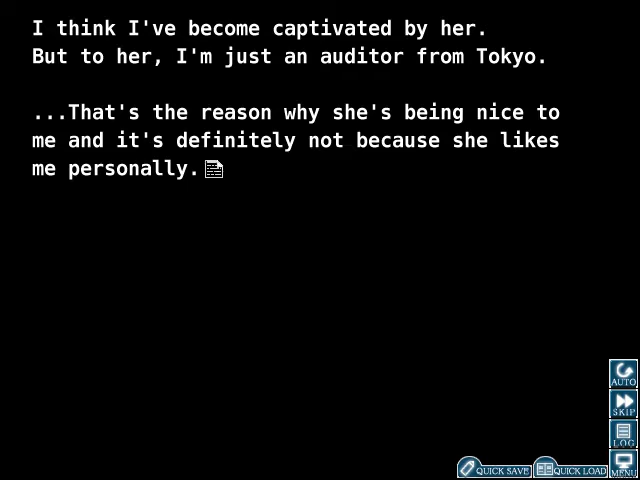 I think I've become captivated by her.
But to her, I'm just an auditor from Tokyo.
...That's the reason why she's being nice to
me and it's definitely not because she likes
me personally.
AUTO
SKIP
LOG
MENU
QUICK SAVE
QUICK LOAD